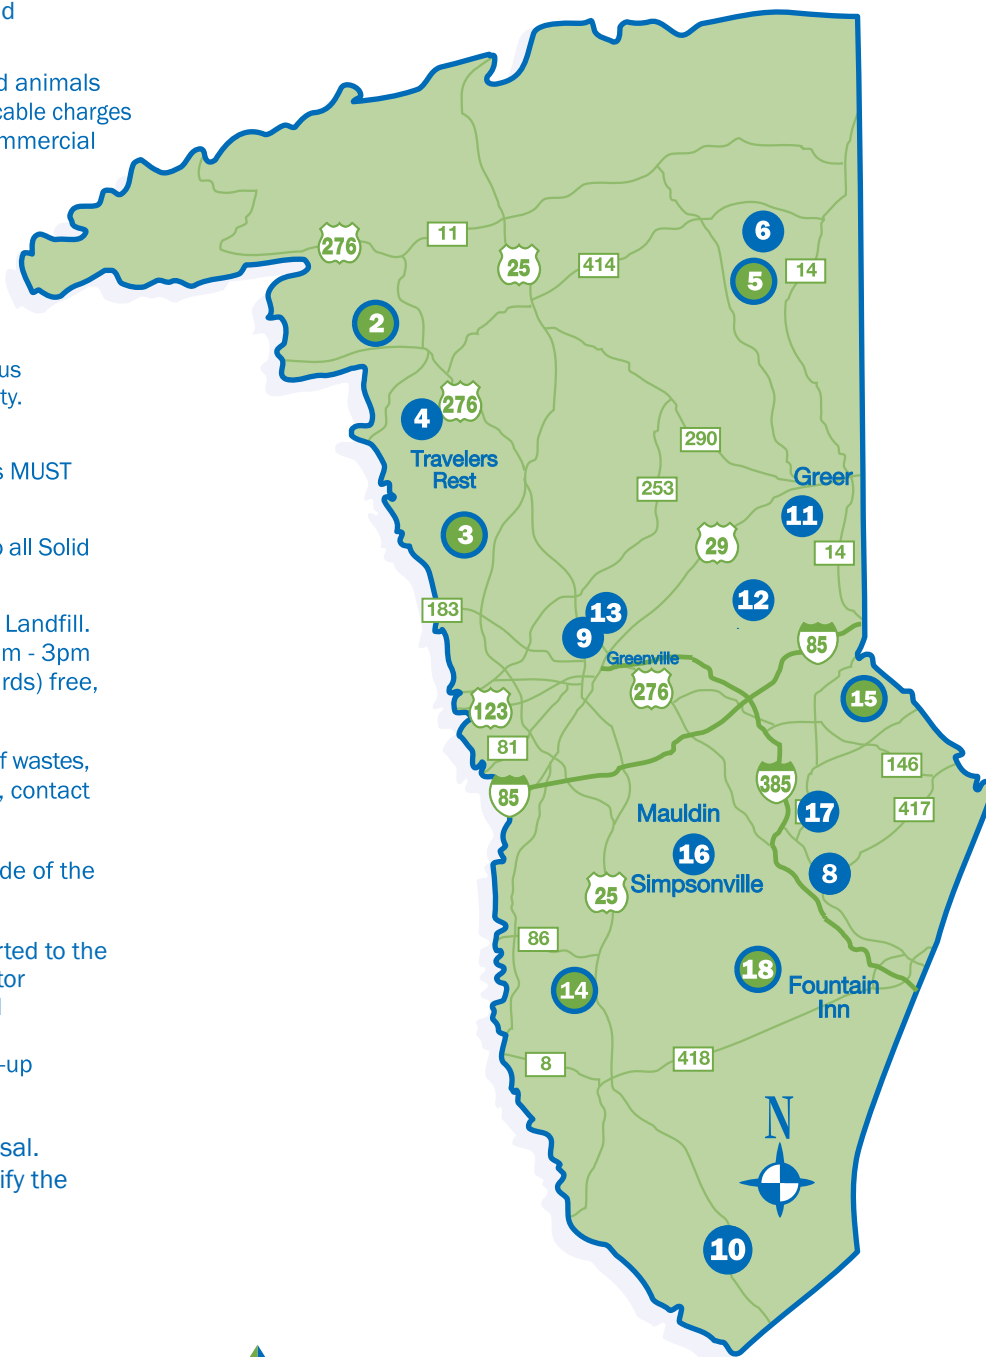 d
d animals
cable charges
mmercial
us
ty.
s MUST
o all Solid
Landfill.
m - 3pm
rds) free,
f wastes,
, contact
de of the
rted to the
tor
l
-up
sal.
ify the
6
11
276
25
414
14
5
2
276
4
290
Travelers
Rest
Greer
253
11
3
29
14
12
183
13
9
85
Greenville
276
15
123
81
146
385
85
417
Mauldin
17
16
8
Simpsonville
25
86
18
14
Fountain
Inn
418
8
N
10